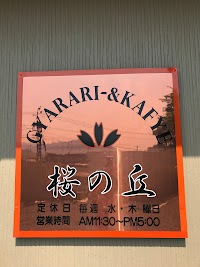 GYARARI-&KAFE
桜の丘
定休日 毎週 水・木曜日
営業時間 AM11:30〜PM5:00